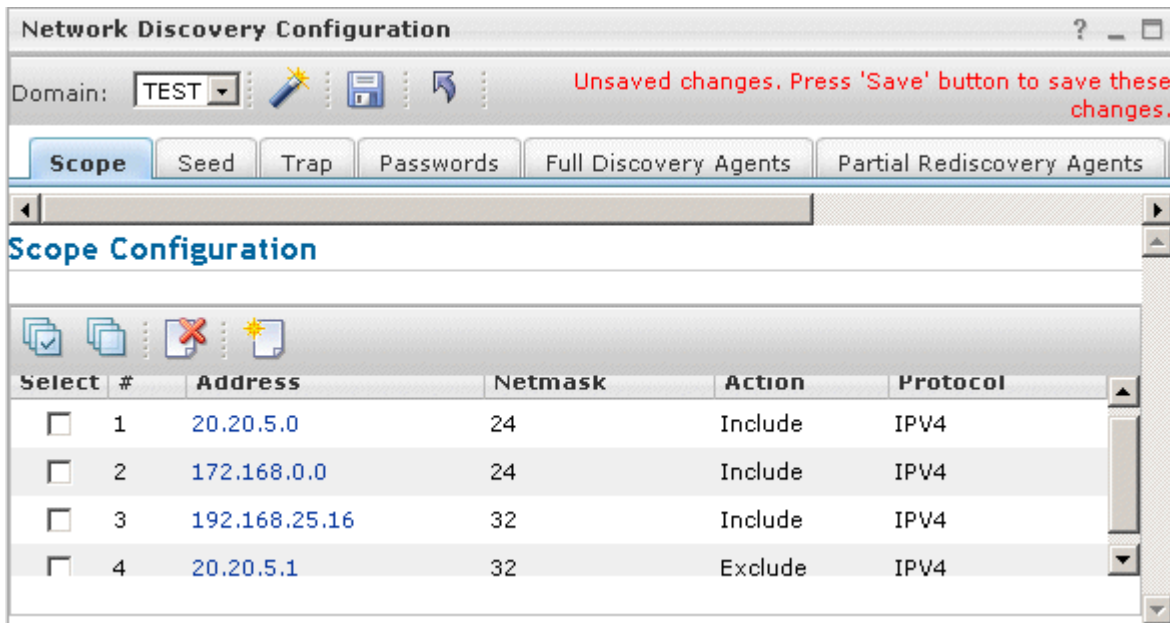 Network Discovery Configuration ?
Domain: TEST Unsaved changes. Press 'Save' button to save these
changes.
Scope Seed Trap Passwords Full Discovery Agents Partial Rediscovery Agents
Scope Configuration
Select # Address Netmask Action Protocol
1 20.20.5.0 24 Include IPV4
2 172.168.0.0 24 Include IPV4
3 192.168.25.16 32 Include IPV4
4 20.20.5.1 32 Exclude IPV4